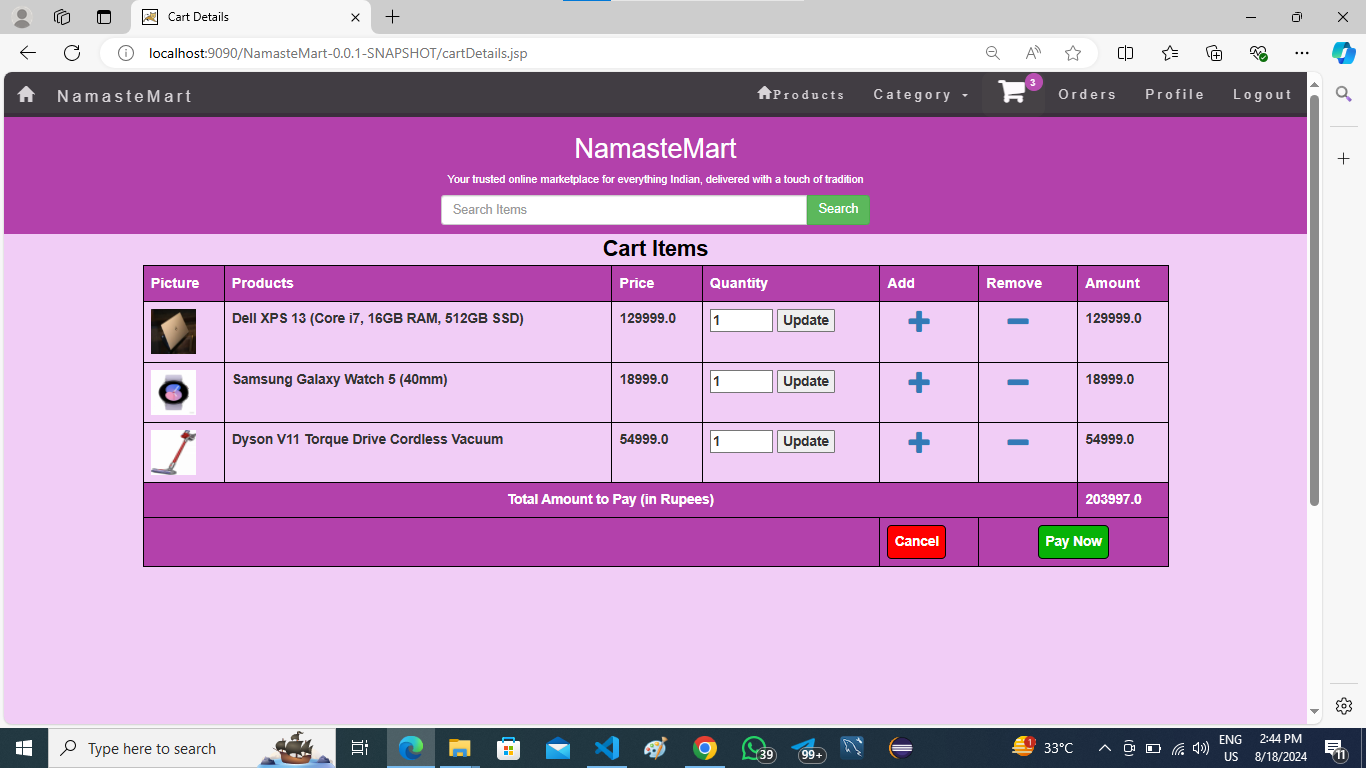 Cart Details
localhost:9090/NamasteMart-0.0.1-SNAPSHOT/cartDetails.jsp
NamasteMart
Products Category 3 Orders Profile Logout
NamasteMart
Your trusted online marketplace for everything Indian, delivered with a touch of tradition
Search Items Search
Cart Items
Picture Products Price Quantity Add Remove Amount
Dell XPS 13 (Core i7, 16GB RAM, 512GB SSD) 129999.0 1 Update 129999.0
Samsung Galaxy Watch 5 (40mm) 18999.0 1 Update 18999.0
Dyson V11 Torque Drive Cordless Vacuum 54999.0 1 Update 54999.0
Total Amount to Pay (in Rupees) 203997.0
Cancel Pay Now
Type here to search
39
99+
1
33°C
ENG
US
2:44 PM
8/18/2024
11